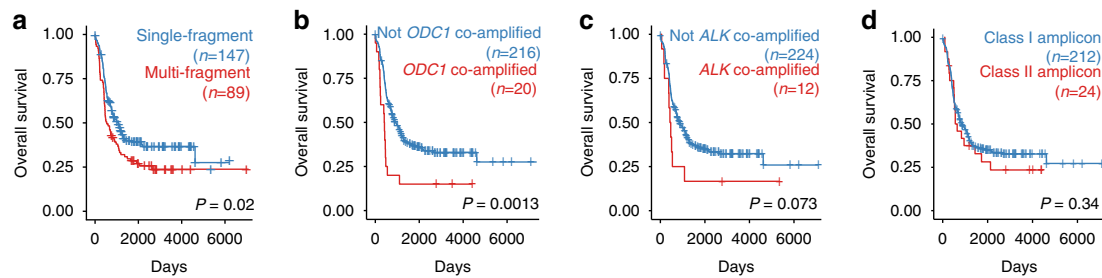 a
Overall survival
1.00
0.75
0.50
0.25
0.00
Single-fragment
(n=147)
Multi-fragment
(n=89)
P = 0.02
0 2000 4000 6000
Days
b
Overall survival
1.00
0.75
0.50
0.25
0.00
Not ODC1 co-amplified
(n=216)
ODC1 co-amplified
(n=20)
P = 0.0013
0 2000 4000 6000
Days
c
Overall survival
1.00
0.75
0.50
0.25
0.00
Not ALK co-amplified
(n=224)
ALK co-amplified
(n=12)
P = 0.073
0 2000 4000 6000
Days
d
Overall survival
1.00
0.75
0.50
0.25
0.00
Class I amplicon
(n=212)
Class II amplicon
(n=24)
P = 0.34
0 2000 4000 6000
Days